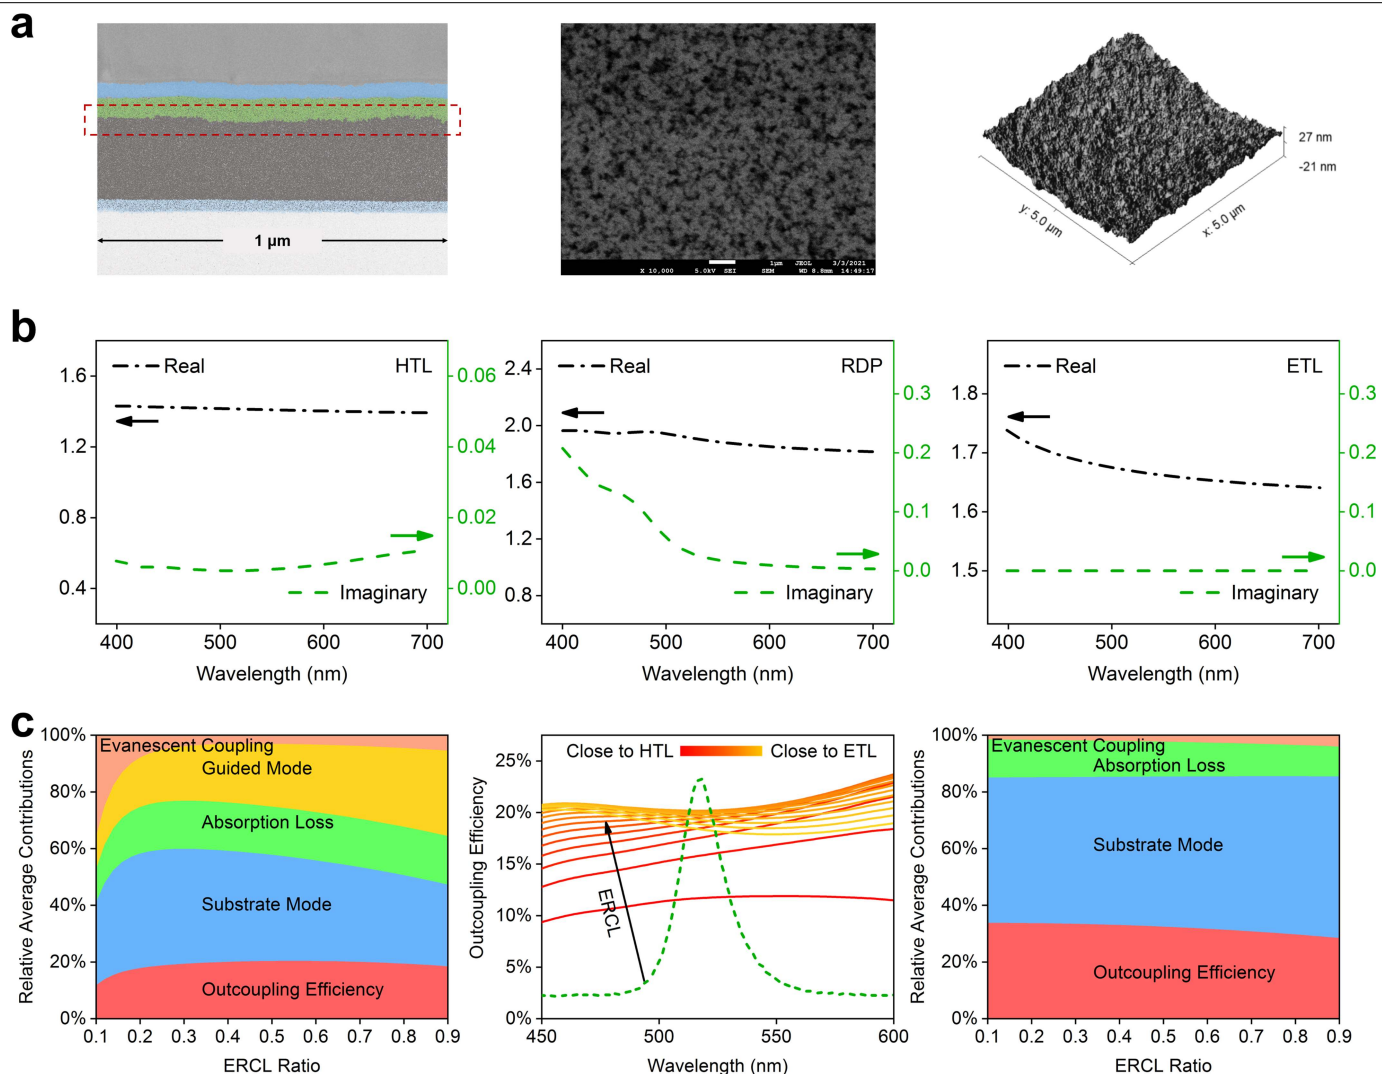 a
1 µm
1µm JEOL 3/3/2021
X 10,000 5.0kV SEI SEM WD 8.8mm 14:49:17
27 nm
-21 nm
y: 5.0 µm
x: 5.0 µm
b
Real HTL
Imaginary
1.6
1.2
0.8
0.4
0.06
0.04
0.02
0.00
400 500 600 700
Wavelength (nm)
Real RDP
Imaginary
2.4
2.0
1.6
1.2
0.8
0.3
0.2
0.1
0.0
400 500 600 700
Wavelength (nm)
Real ETL
Imaginary
1.8
1.7
1.6
1.5
0.3
0.2
0.1
0.0
400 500 600 700
Wavelength (nm)
c
Relative Average Contributions
100%
80%
60%
40%
20%
0%
Evanescent Coupling
Guided Mode
Absorption Loss
Substrate Mode
Outcoupling Efficiency
0.1 0.2 0.3 0.4 0.5 0.6 0.7 0.8 0.9
ERCL Ratio
Outcoupling Efficiency
25%
20%
15%
10%
5%
0%
Close to HTL Close to ETL
ERCL
450 500 550 600
Wavelength (nm)
Relative Average Contributions
100%
80%
60%
40%
20%
0%
Evanescent Coupling
Absorption Loss
Substrate Mode
Outcoupling Efficiency
0.1 0.2 0.3 0.4 0.5 0.6 0.7 0.8 0.9
ERCL Ratio